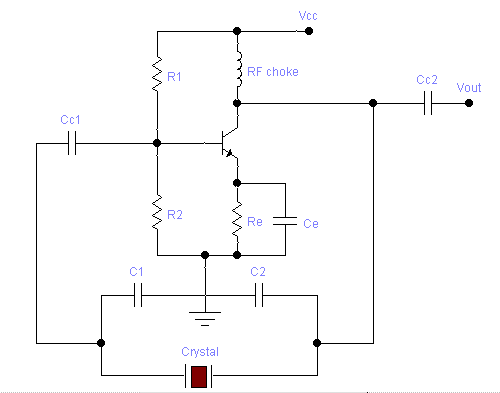 Vcc
RF choke
R1
Cc2
Vout
Cc1
R2
Re
Ce
C1
C2
Crystal